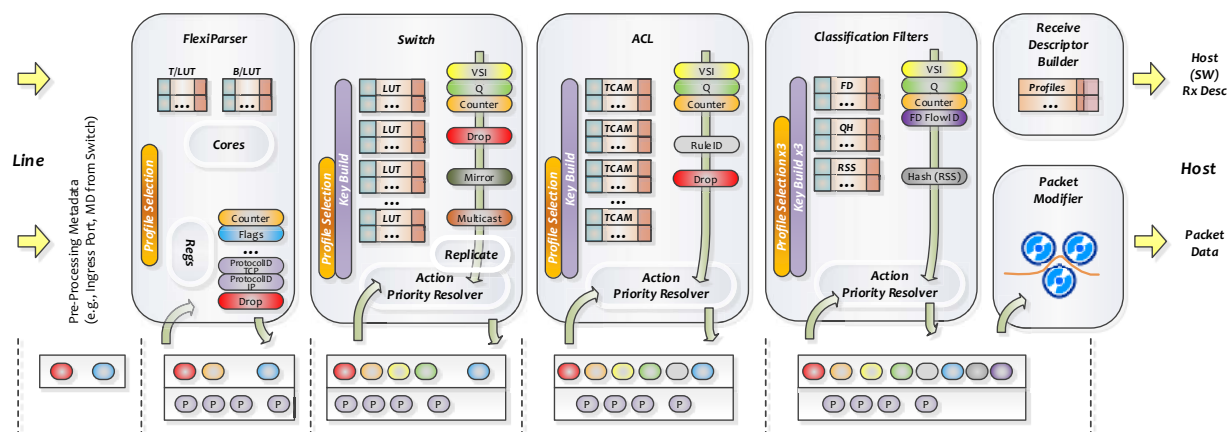 Line
Pre-Processing Metadata
(e.g., Ingress Port, MD from Switch)
FlexiParser
T/LUT
B/LUT
...
...
Cores
Profile Selection
Regs
Counter
Flags
...
ProtocolID
TCP
ProtocolID
IP
Drop
Switch
Profile Selection
Key Build
LUT
...
LUT
...
LUT
...
...
LUT
...
VSI
Q
Counter
Drop
Mirror
Multicast
Replicate
Action
Priority Resolver
ACL
Profile Selection
Key Build
TCAM
...
TCAM
...
TCAM
...
...
TCAM
...
VSI
Q
Counter
RuleID
Drop
Action
Priority Resolver
Classification Filters
Profile Selection x3
Key Build x3
FD
...
QH
...
RSS
...
VSI
Q
Counter
FD FlowID
Hash (RSS)
Action
Priority Resolver
Receive
Descriptor
Builder
Profiles
...
Packet
Modifier
Host
(SW)
Rx Desc
Host
Packet
Data
P P P P
P P P P
P P P P
P P P P